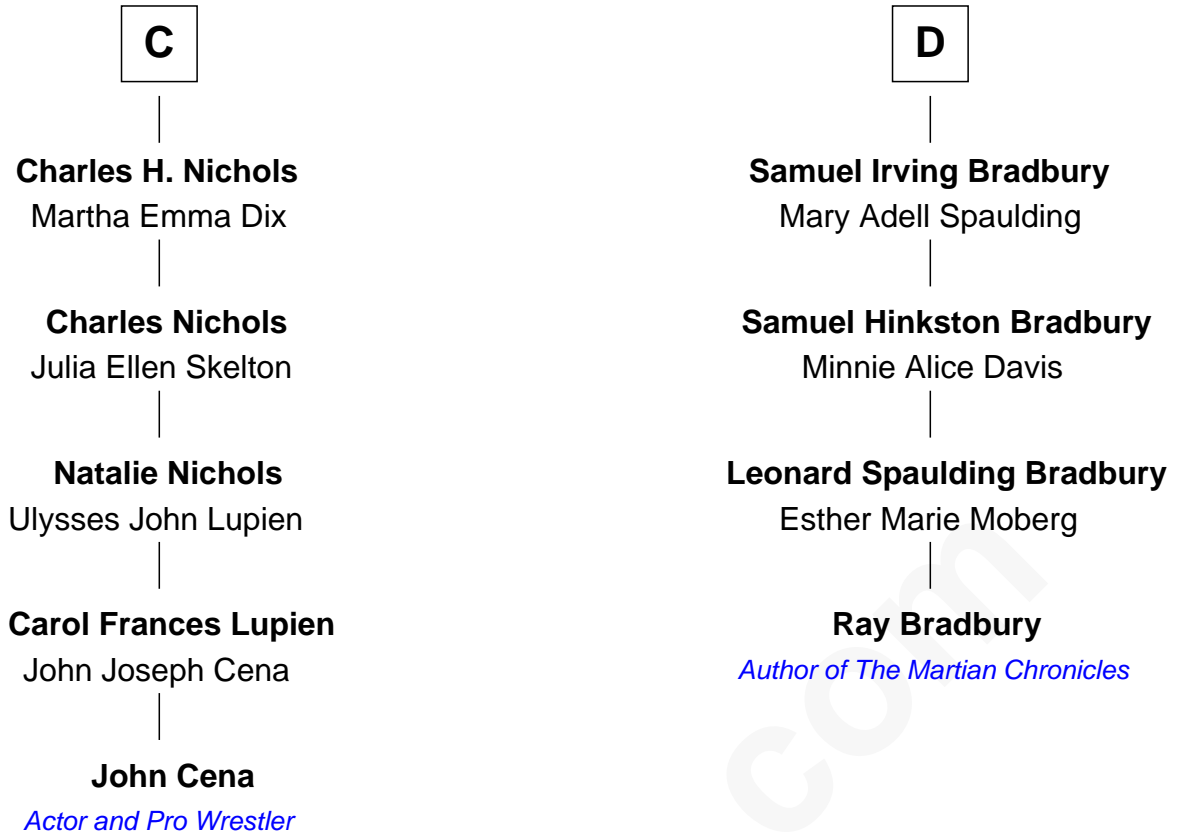 C
Charles H. Nichols
Martha Emma Dix
Charles Nichols
Julia Ellen Skelton
Natalie Nichols
Ulysses John Lupien
Carol Frances Lupien
John Joseph Cena
John Cena
Actor and Pro Wrestler
D
Samuel Irving Bradbury
Mary Adell Spaulding
Samuel Hinkston Bradbury
Minnie Alice Davis
Leonard Spaulding Bradbury
Esther Marie Moberg
Ray Bradbury
Author of The Martian Chronicles
com